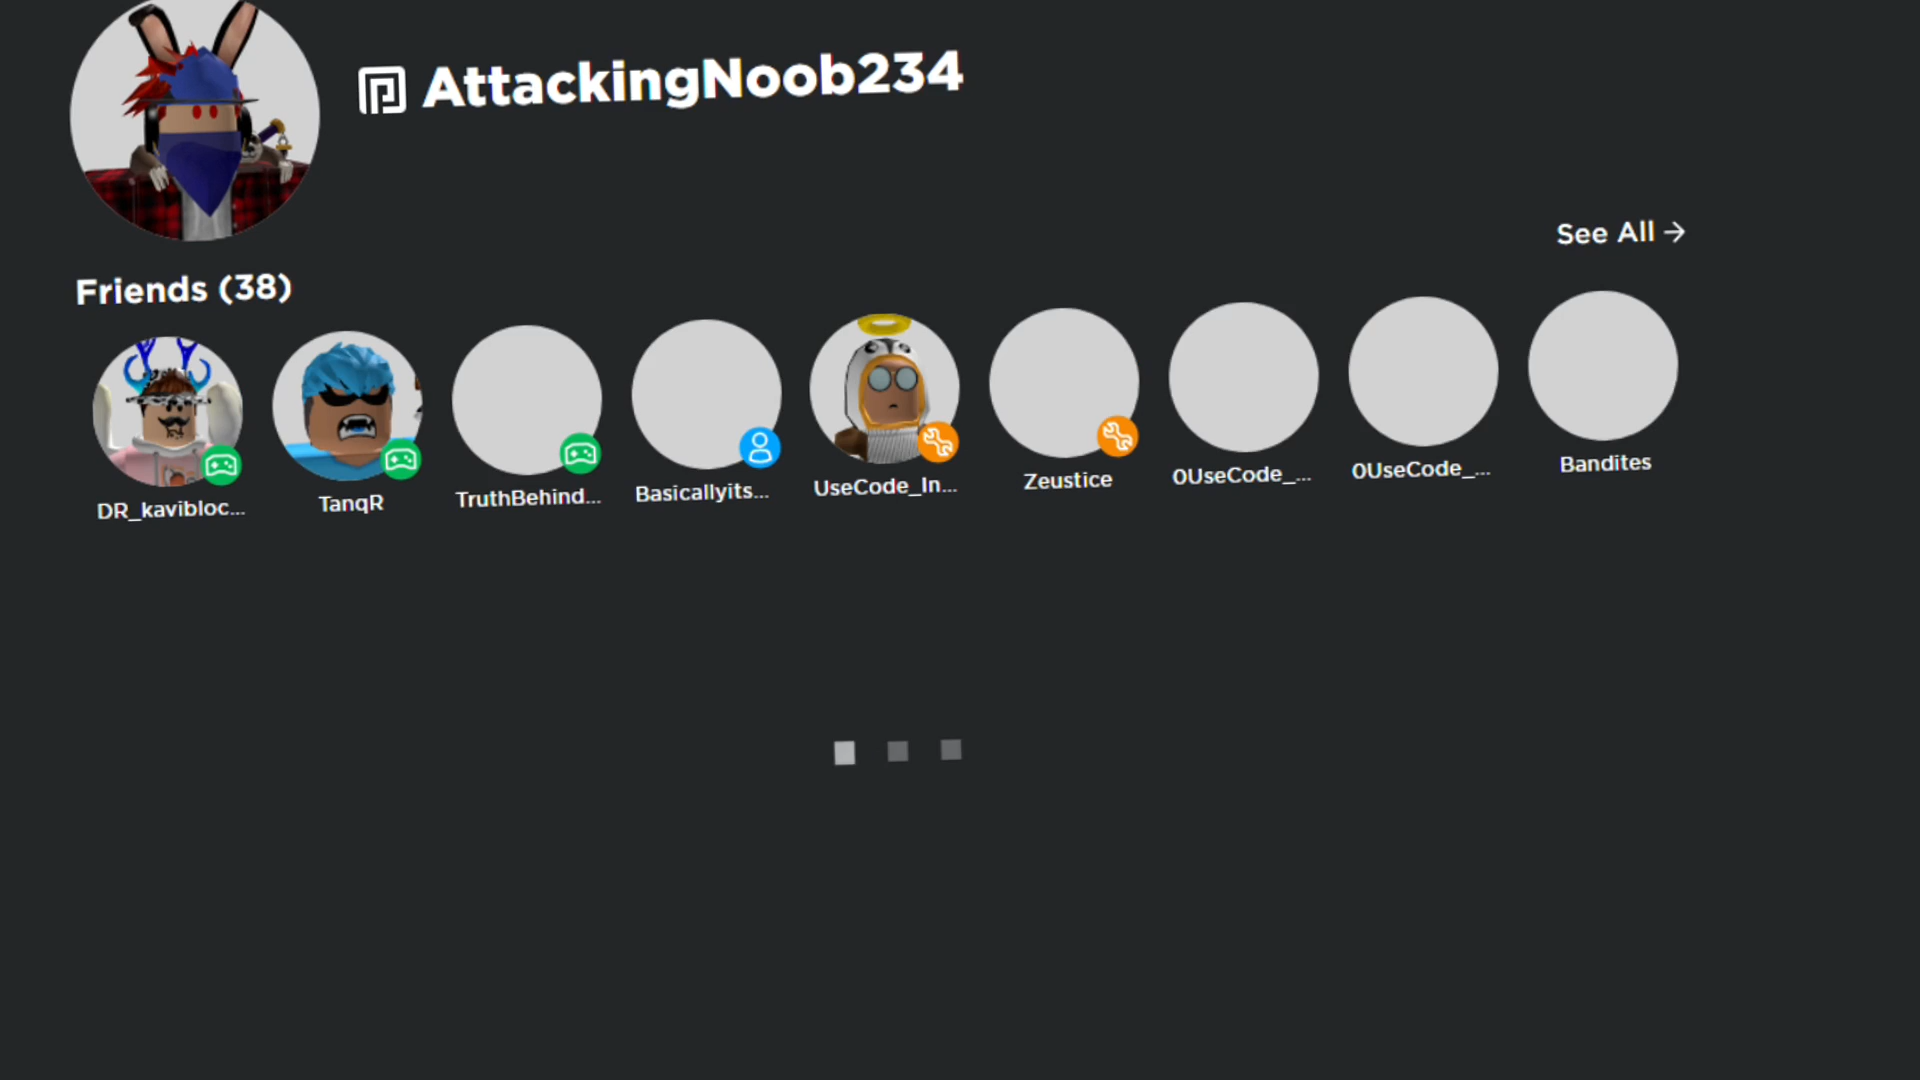 AttackingNoob234
See All →
Friends (38)
DR_kavibloc...
TanqR
TruthBehind...
Basicallyits...
UseCode_In...
Zeustice
0UseCode_...
0UseCode_...
Bandites